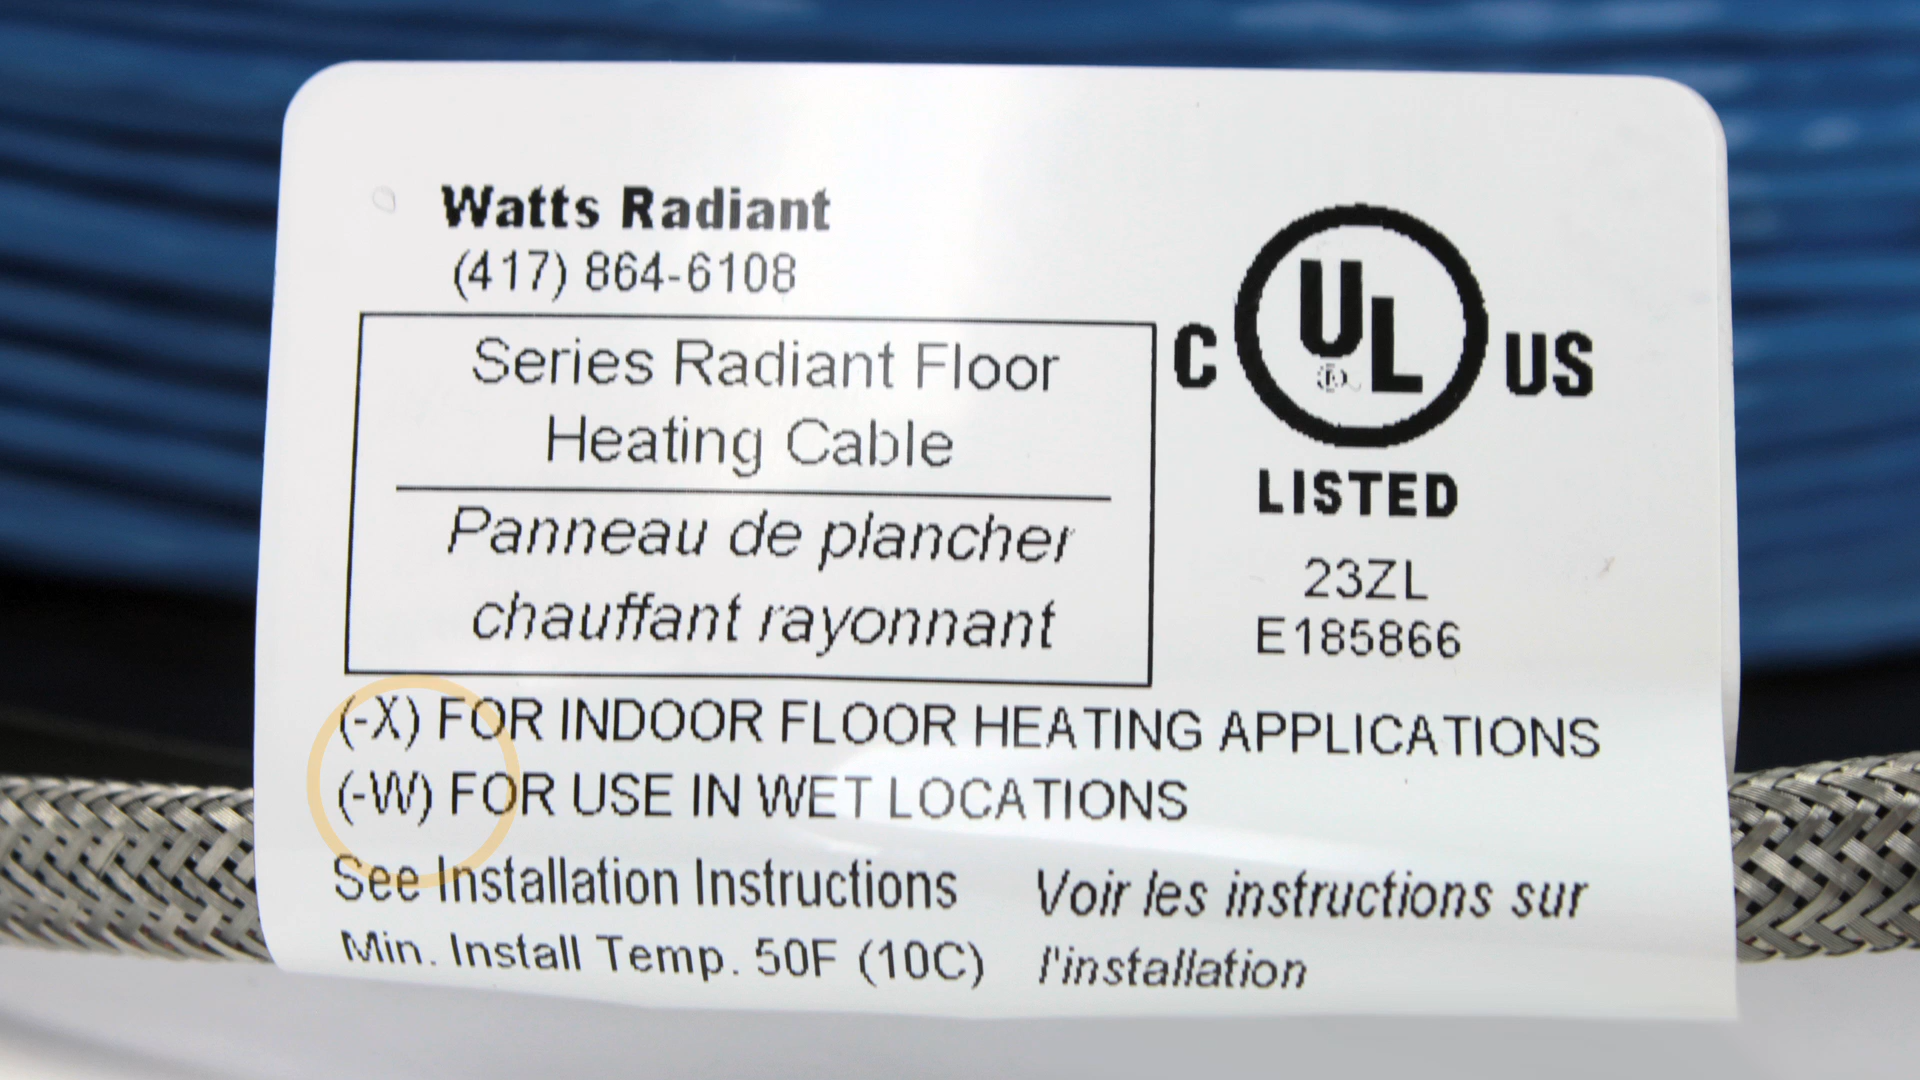 Watts Radiant
(417) 864-6108
Series Radiant Floor
Heating Cable
Panneau de plancher
chauffant rayonnant
C UL US
LISTED
23ZL
E185866
(-X) FOR INDOOR FLOOR HEATING APPLICATIONS
(-W) FOR USE IN WET LOCATIONS
See Installation Instructions
Min. Install Temp. 50F (10C)
Voir les instructions sur
l'installation